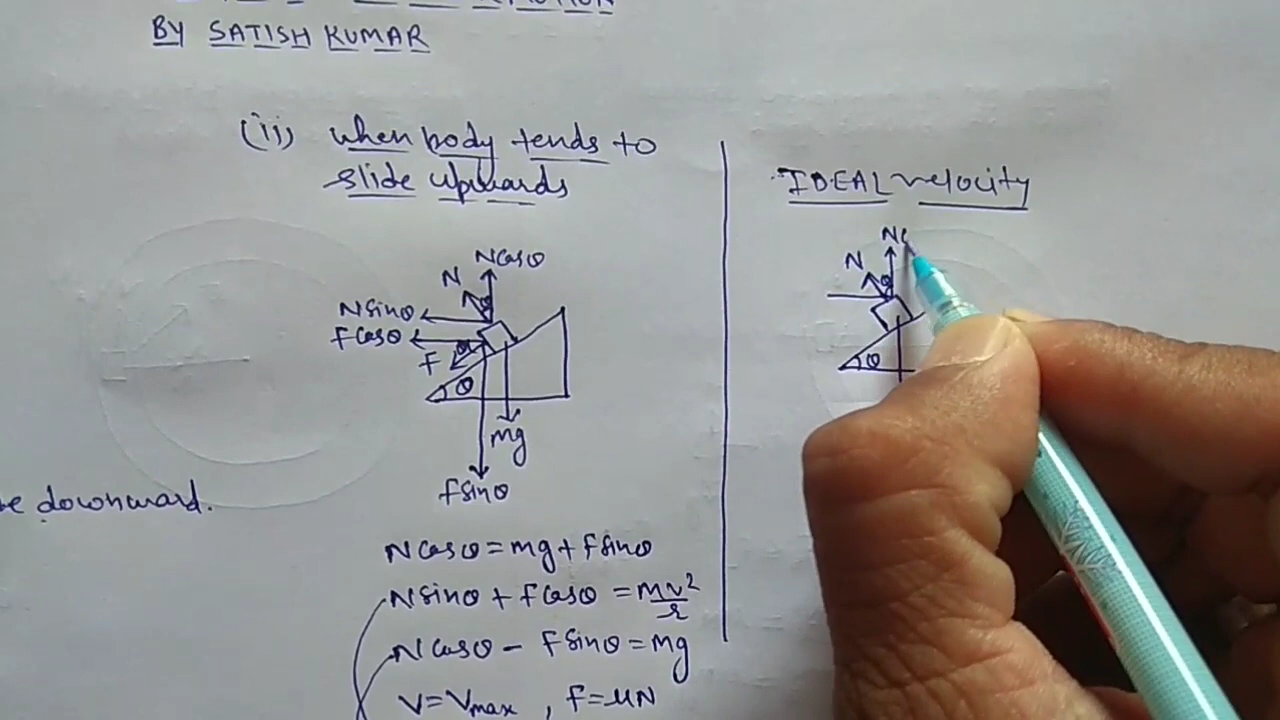 BY SATISH KUMAR
(ii) when body tends to
slide upwards
Ncosθ
N
Nsinθ
Fcosθ
θ
F
θ
mg
fsinθ
downward.
Ncosθ = mg + fsinθ
Nsinθ + fcosθ = mv²/r
Ncosθ - fsinθ = mg
V = Vmax , f = μN
IDEAL velocity
N
θ
θ